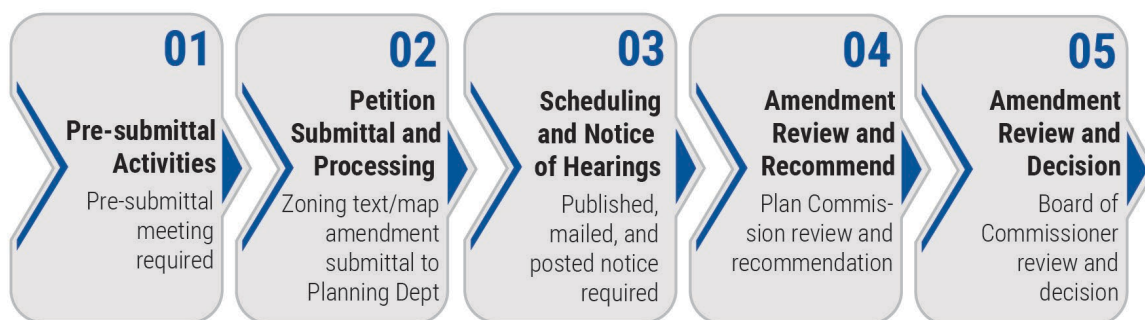 01
Pre-submittal
Activities
Pre-submittal
meeting
required
02
Petition
Submittal and
Processing
Zoning text/map
amendment
submittal to
Planning Dept
03
Scheduling
and Notice
of Hearings
Published,
mailed, and
posted notice
required
04
Amendment
Review and
Recommend
Plan Commis-
sion review and
recommendation
05
Amendment
Review and
Decision
Board of
Commissioner
review and
decision